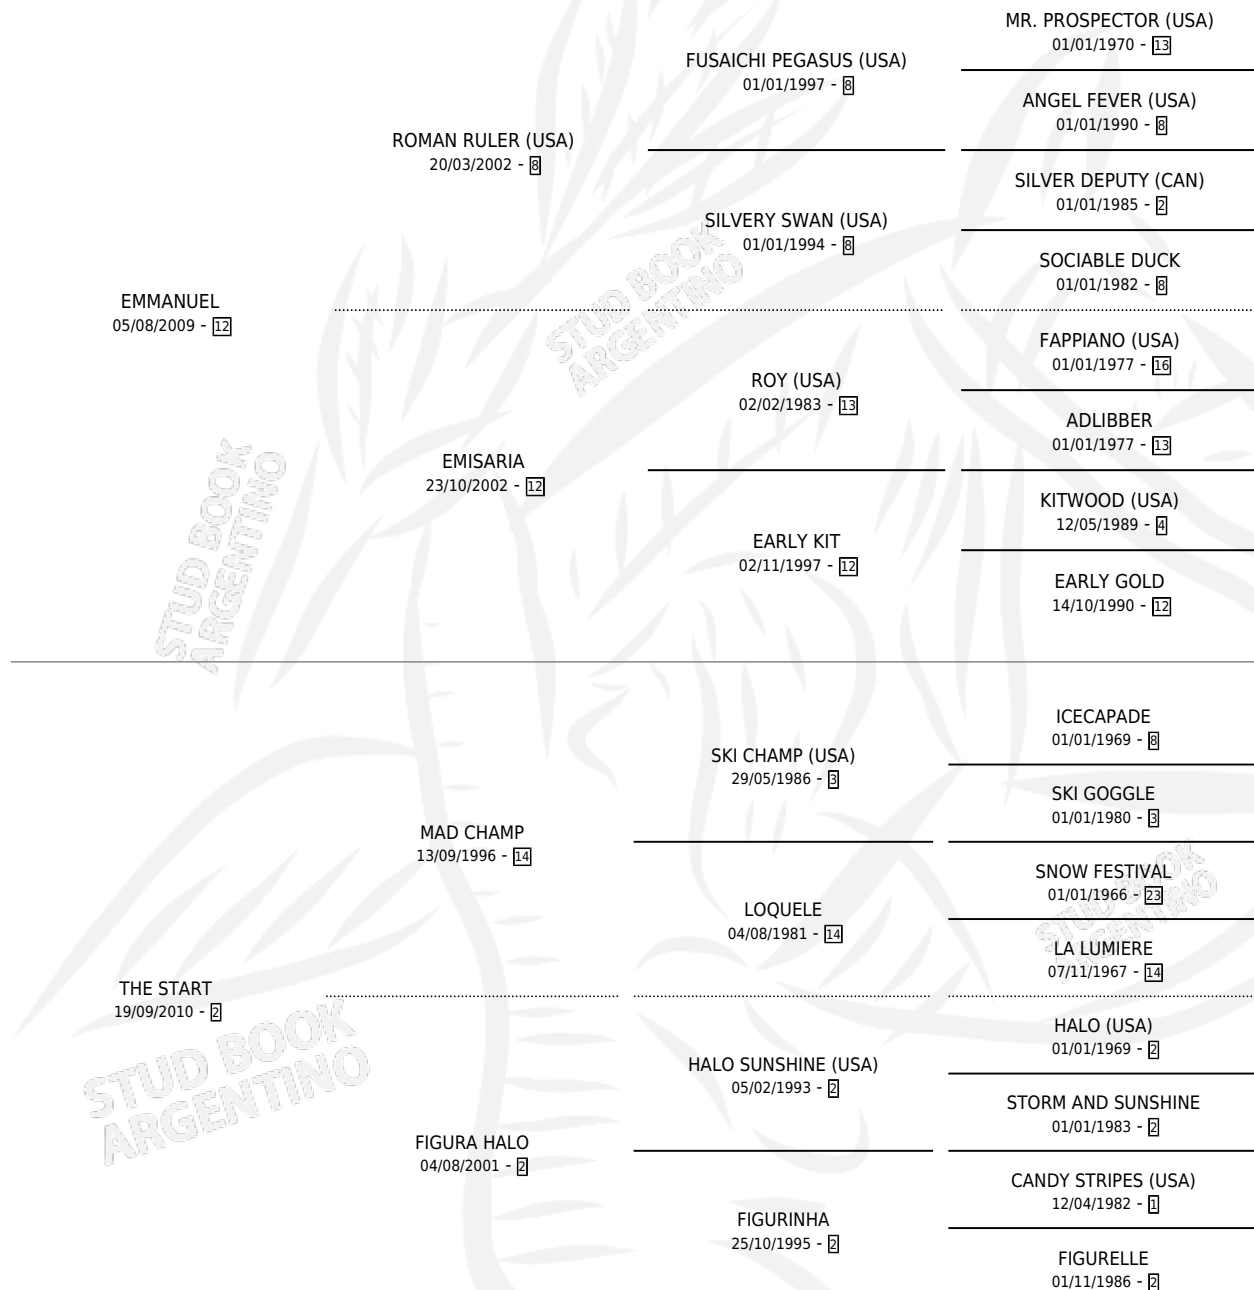 MR. PROSPECTOR (USA)
01/01/1970 - 13
FUSAICHI PEGASUS (USA)
01/01/1997 - 8
ANGEL FEVER (USA)
01/01/1990 - 8
ROMAN RULER (USA)
20/03/2002 - 8
SILVER DEPUTY (CAN)
01/01/1985 - 2
SILVERY SWAN (USA)
01/01/1994 - 8
SOCIABLE DUCK
01/01/1982 - 8
EMMANUEL
05/08/2009 - 12
FAPPIANO (USA)
01/01/1977 - 16
ROY (USA)
02/02/1983 - 13
ADLIBBER
01/01/1977 - 13
EMISARIA
23/10/2002 - 12
KITWOOD (USA)
12/05/1989 - 4
EARLY KIT
02/11/1997 - 12
EARLY GOLD
14/10/1990 - 12
ICECAPADE
01/01/1969 - 8
SKI CHAMP (USA)
29/05/1986 - 3
SKI GOGGLE
01/01/1980 - 3
MAD CHAMP
13/09/1996 - 14
SNOW FESTIVAL
01/01/1966 - 23
LOQUELE
04/08/1981 - 14
LA LUMIERE
07/11/1967 - 14
THE START
19/09/2010 - 2
HALO (USA)
01/01/1969 - 2
HALO SUNSHINE (USA)
05/02/1993 - 2
STORM AND SUNSHINE
01/01/1983 - 2
FIGURA HALO
04/08/2001 - 2
CANDY STRIPES (USA)
12/04/1982 - 1
FIGURINHA
25/10/1995 - 2
FIGURELLE
01/11/1986 - 2
STUD BOOK
ARGENTINO
STUD BOOK
ARGENTINO
STUD BOOK
ARGENTINO
STUD BOOK
ARGENTINO